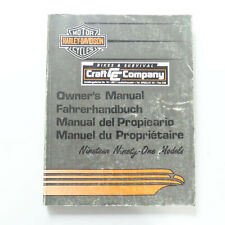 MOTOR
HARLEY-DAVIDSON
CYCLES
BIKES & SURVIVAL
Craft Company
Owner's Manual
Fahrerhandbuch
Manual del Propieario
Manuel du Propriétaire
Nineteen Ninety-One Models